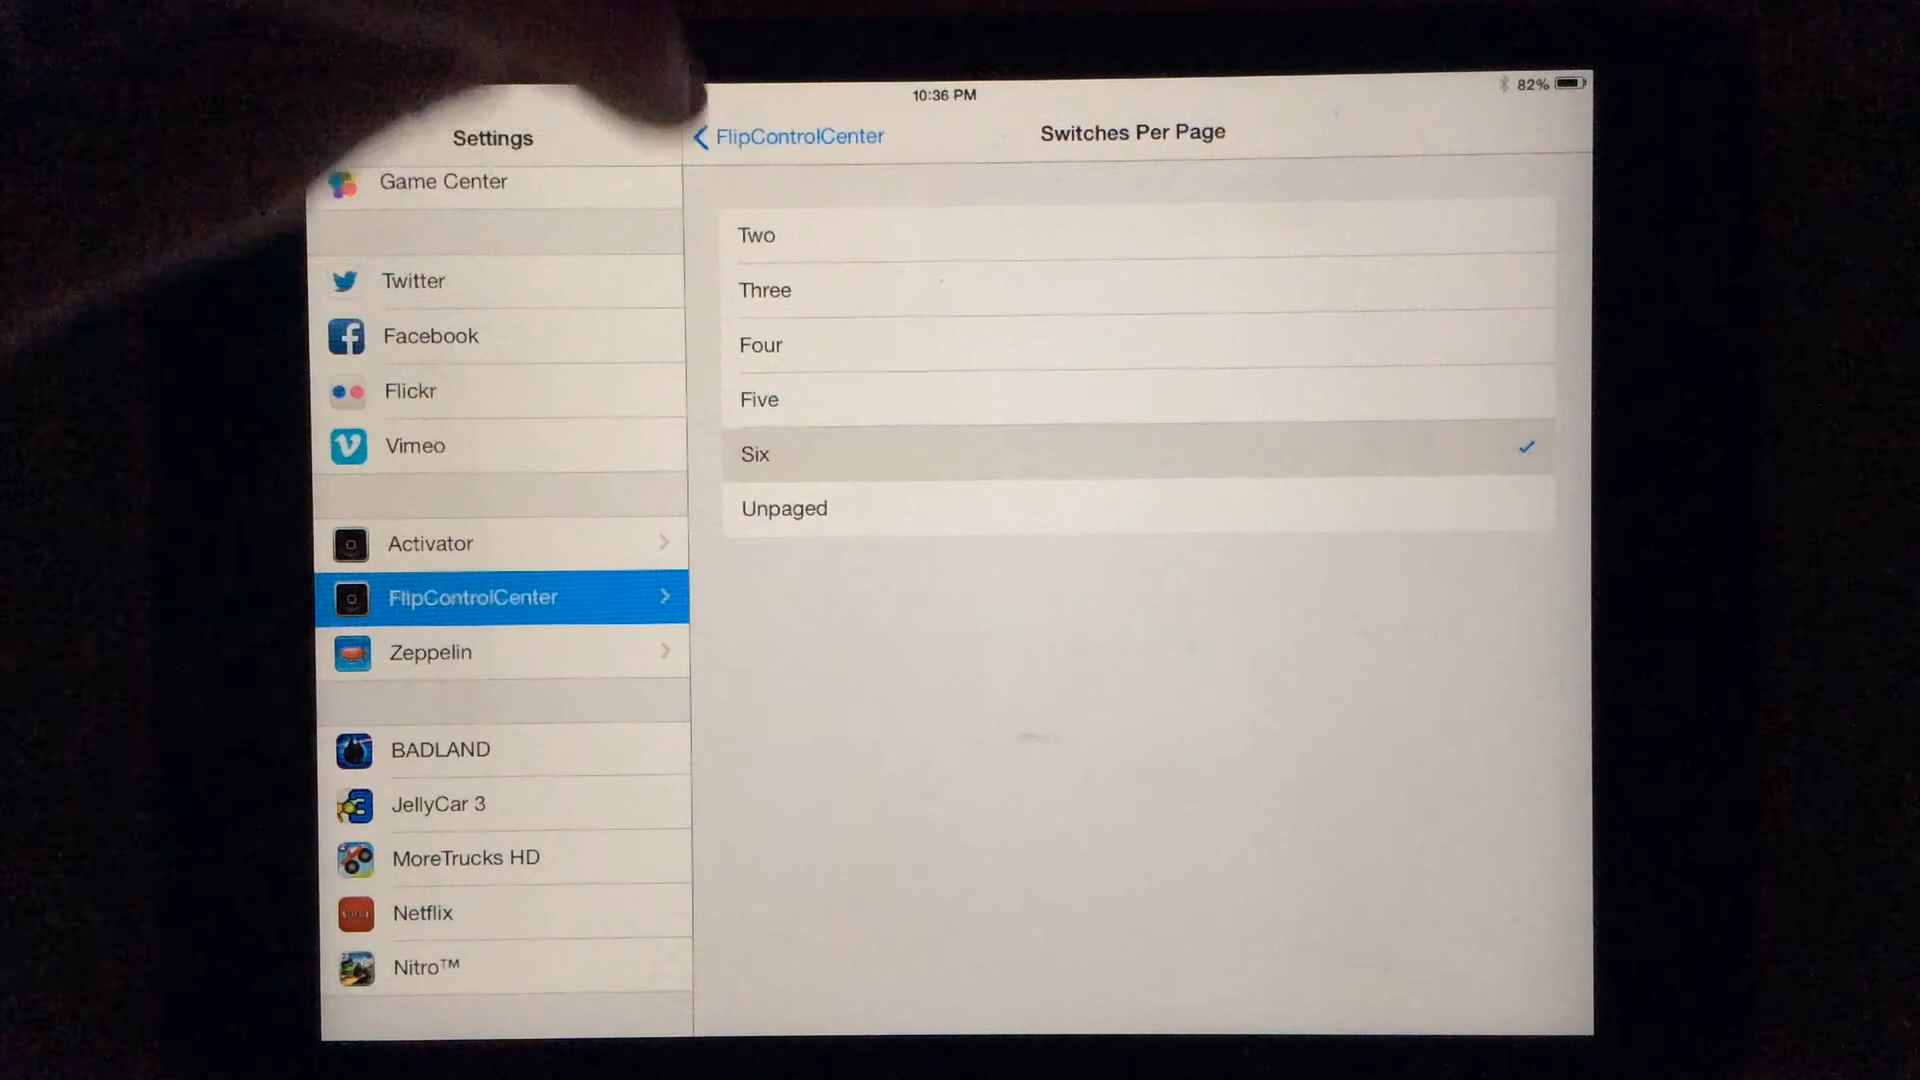 10:36 PM
82%
Settings
FlipControlCenter
Switches Per Page
Game Center
Twitter
Facebook
Flickr
Vimeo
Activator
FlipControlCenter
Zeppelin
BADLAND
JellyCar 3
MoreTrucks HD
Netflix
Nitro™
Two
Three
Four
Five
Six
Unpaged